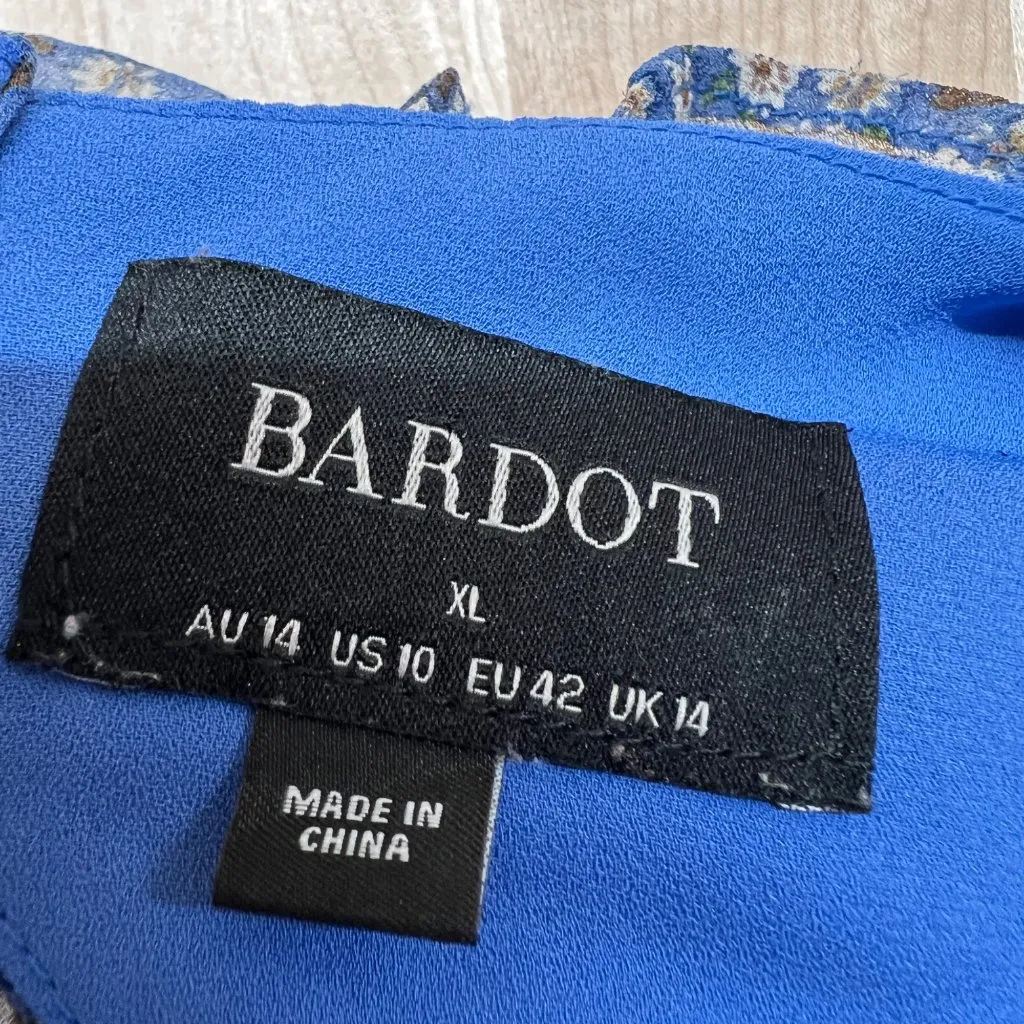 BARDOT
XL
AU 14 US 10 EU 42 UK 14
MADE IN
CHINA